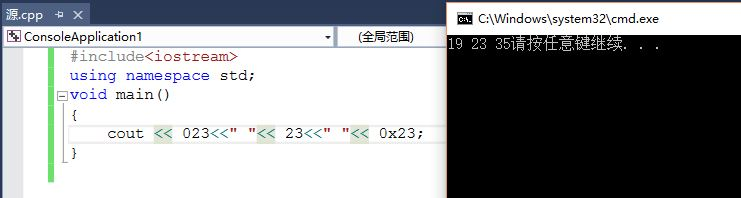 源.cpp
ConsoleApplication1
(全局范围)
#include<iostream>
using namespace std;
void main()
{
cout << 023<<" "<< 23<<" "<< 0x23;
}
C:\Windows\system32\cmd.exe
19 23 35请按任意键继续. . .